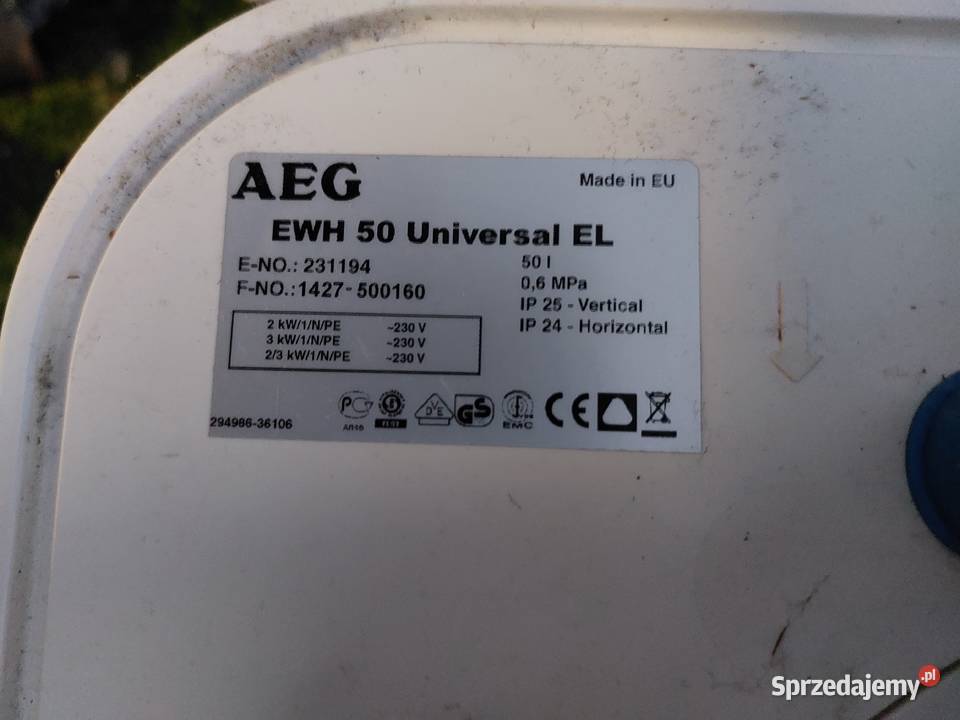 AEG
Made in EU
EWH 50 Universal EL
E-NO.: 231194
F-NO.:1427-500160
50 l
0,6 MPa
IP 25 - Vertical
IP 24 - Horizontal
2 kW/1/N/PE ~230 V
3 kW/1/N/PE ~230 V
2/3 kW/1/N/PE ~230 V
294986-36106
PC
DVE
GS
EMC
CE
Sprzedajemy.pl